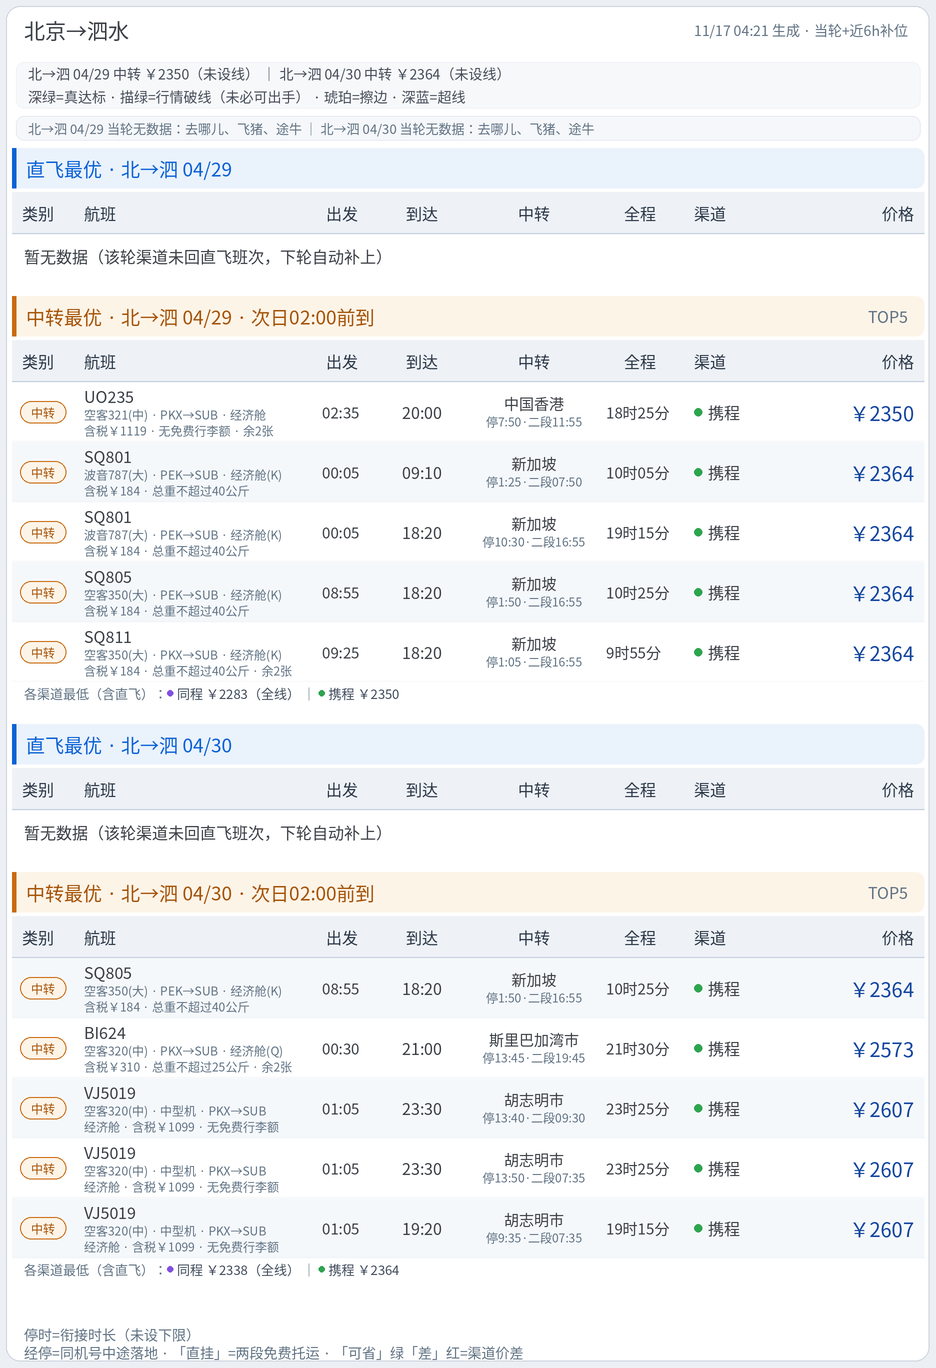 北京→泗水
11/17 04:21 生成 · 当轮+近6h补位
北→泗 04/29 中转 ￥2350（未设线） ｜ 北→泗 04/30 中转 ￥2364（未设线）
深绿=真达标 · 描绿=行情破线（未必可出手） · 琥珀=擦边 · 深蓝=超线
北→泗 04/29 当轮无数据：去哪儿、飞猪、途牛 ｜ 北→泗 04/30 当轮无数据：去哪儿、飞猪、途牛
直飞最优 · 北→泗 04/29
类别 航班 出发 到达 中转 全程 渠道 价格
暂无数据（该轮渠道未回直飞班次，下轮自动补上）
中转最优 · 北→泗 04/29 · 次日02:00前到 TOP5
类别 航班 出发 到达 中转 全程 渠道 价格
UO235
中转 空客321(中) · PKX→SUB · 经济舱 02:35 20:00 中国香港 18时25分 携程 ￥2350
含税￥1119 · 无免费行李额 · 余2张 停7:50·二段11:55
SQ801
中转 波音787(大) · PEK→SUB · 经济舱(K) 00:05 09:10 新加坡 10时05分 携程 ￥2364
含税￥184 · 总重不超过40公斤 停1:25·二段07:50
SQ801
中转 波音787(大) · PEK→SUB · 经济舱(K) 00:05 18:20 新加坡 19时15分 携程 ￥2364
含税￥184 · 总重不超过40公斤 停10:30·二段16:55
SQ805
中转 空客350(大) · PEK→SUB · 经济舱(K) 08:55 18:20 新加坡 10时25分 携程 ￥2364
含税￥184 · 总重不超过40公斤 停1:50·二段16:55
SQ811
中转 空客350(大) · PEK→SUB · 经济舱(K) 09:25 18:20 新加坡 9时55分 携程 ￥2364
含税￥184 · 总重不超过40公斤 · 余2张 停1:05·二段16:55
各渠道最低（含直飞）：同程 ￥2283（全线） ｜ 携程 ￥2350
直飞最优 · 北→泗 04/30
类别 航班 出发 到达 中转 全程 渠道 价格
暂无数据（该轮渠道未回直飞班次，下轮自动补上）
中转最优 · 北→泗 04/30 · 次日02:00前到 TOP5
类别 航班 出发 到达 中转 全程 渠道 价格
SQ805
中转 空客350(大) · PEK→SUB · 经济舱(K) 08:55 18:20 新加坡 10时25分 携程 ￥2364
含税￥184 · 总重不超过40公斤 停1:50·二段16:55
BI624
中转 空客320(中) · PKX→SUB · 经济舱(Q) 00:30 21:00 斯里巴加湾市 21时30分 携程 ￥2573
含税￥310 · 总重不超过25公斤 · 余2张 停13:45·二段19:45
VJ5019
中转 空客320(中) · 中型机 · PKX→SUB 01:05 23:30 胡志明市 23时25分 携程 ￥2607
经济舱 · 含税￥1099 · 无免费行李额 停13:40·二段09:30
VJ5019
中转 空客320(中) · 中型机 · PKX→SUB 01:05 23:30 胡志明市 23时25分 携程 ￥2607
经济舱 · 含税￥1099 · 无免费行李额 停13:50·二段07:35
VJ5019
中转 空客320(中) · 中型机 · PKX→SUB 01:05 19:20 胡志明市 19时15分 携程 ￥2607
经济舱 · 含税￥1099 · 无免费行李额 停9:35·二段07:35
各渠道最低（含直飞）：同程 ￥2338（全线） ｜ 携程 ￥2364
停时=衔接时长（未设下限）
经停=同机号中途落地 · 「直挂」=两段免费托运 · 「可省」绿「差」红=渠道价差